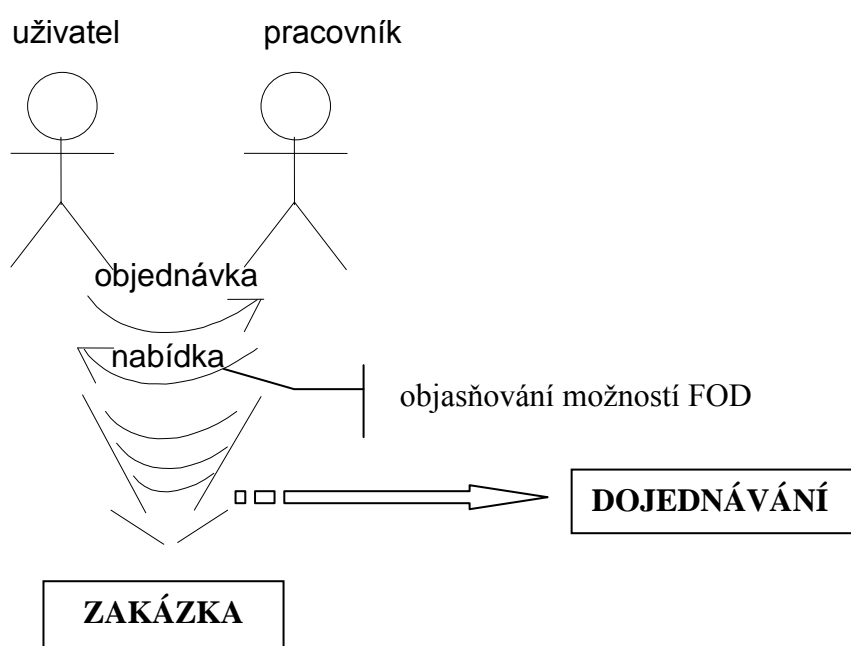 uživatel
pracovník
objednávka
nabídka
objasňování možností FOD
DOJEDNÁVÁNÍ
ZAKÁZKA